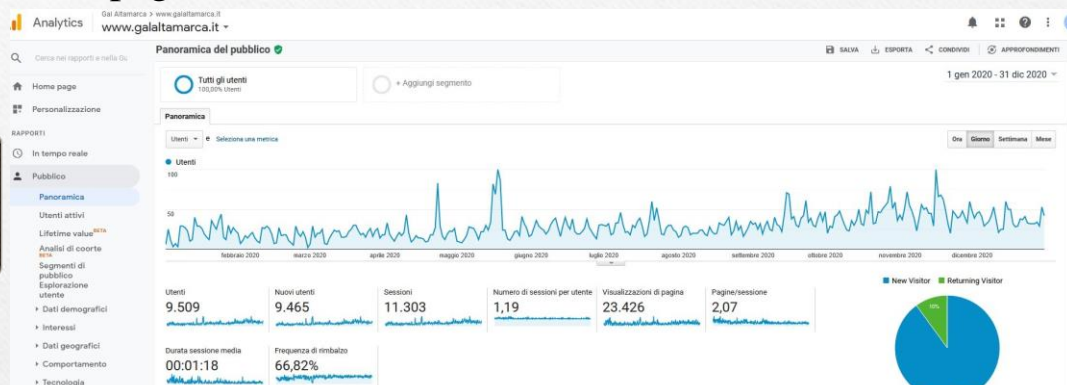 Analytics
Gal Altamarca > www.galaltamarca.it
www.galaltamarca.it
Cerca nei rapporti e nella Gu
Home page
Personalizzazione
RAPPORTI
In tempo reale
Pubblico
Panoramica
Utenti attivi
Lifetime value BETA
Analisi di coorte
BETA
Segmenti di
pubblico
Esplorazione
utente
Dati demografici
Interessi
Dati geografici
Comportamento
Tecnologia
Panoramica del pubblico
SALVA ESPORTA CONDIVIDI APPROFONDIMENTI
Tutti gli utenti
100,00% Utenti
+ Aggiungi segmento
1 gen 2020 - 31 dic 2020
Panoramica
Utenti e Seleziona una metrica
Ora Giorno Settimana Mese
Utenti
100
50
febbraio 2020 marzo 2020 aprile 2020 maggio 2020 giugno 2020 luglio 2020 agosto 2020 settembre 2020 ottobre 2020 novembre 2020 dicembre 2020
Utenti
9.509
Nuovi utenti
9.465
Sessioni
11.303
Numero di sessioni per utente
1,19
Visualizzazioni di pagina
23.426
Pagine/sessione
2,07
Durata sessione media
00:01:18
Frequenza di rimbalzo
66,82%
New Visitor Returning Visitor
10%